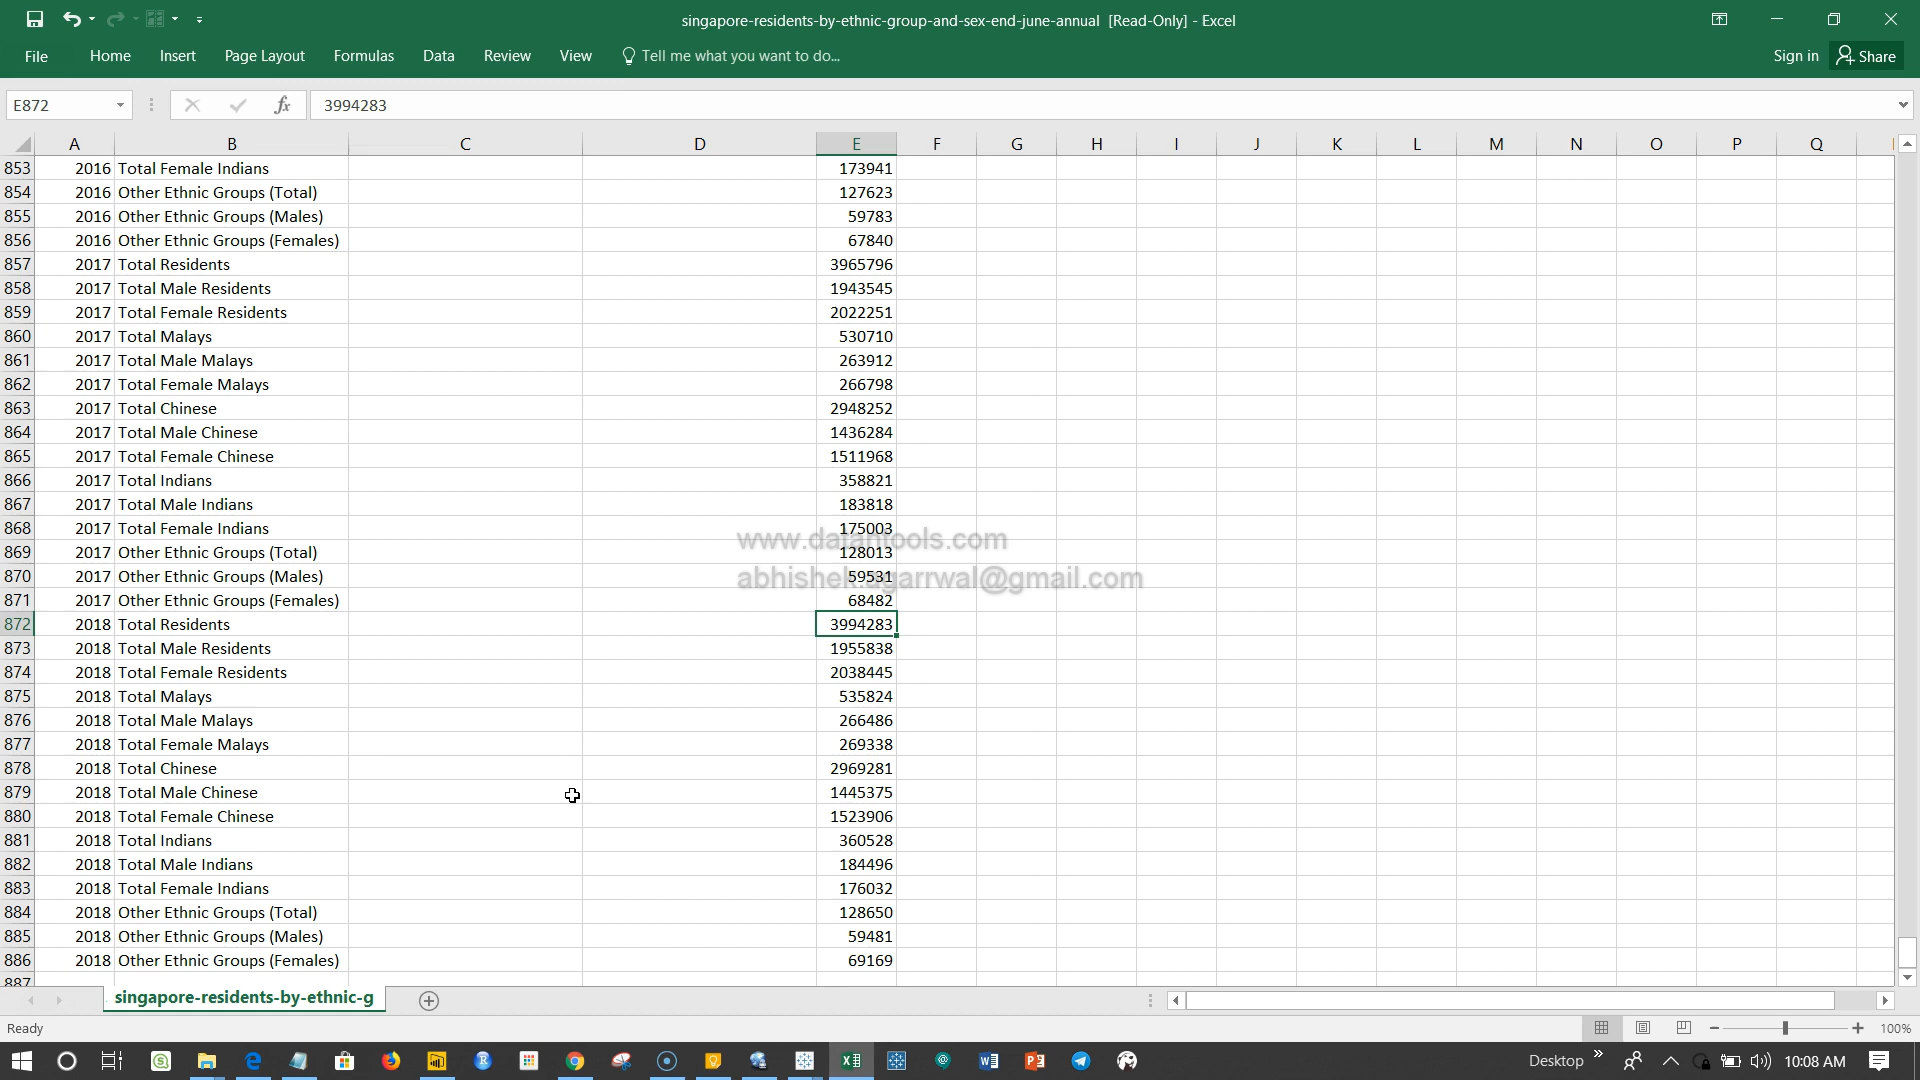 singapore-residents-by-ethnic-group-and-sex-end-june-annual [Read-Only] - Excel
File Home Insert Page Layout Formulas Data Review View Tell me what you want to do... Sign in Share
E872 fx 3994283
A B C D E F G H I J K L M N O P Q
853 2016 Total Female Indians 173941
854 2016 Other Ethnic Groups (Total) 127623
855 2016 Other Ethnic Groups (Males) 59783
856 2016 Other Ethnic Groups (Females) 67840
857 2017 Total Residents 3965796
858 2017 Total Male Residents 1943545
859 2017 Total Female Residents 2022251
860 2017 Total Malays 530710
861 2017 Total Male Malays 263912
862 2017 Total Female Malays 266798
863 2017 Total Chinese 2948252
864 2017 Total Male Chinese 1436284
865 2017 Total Female Chinese 1511968
866 2017 Total Indians 358821
867 2017 Total Male Indians 183818
868 2017 Total Female Indians 175003
www.datantools.com
869 2017 Other Ethnic Groups (Total) 128013
870 2017 Other Ethnic Groups (Males) 59531
abhishek.agarrwal@gmail.com
871 2017 Other Ethnic Groups (Females) 68482
872 2018 Total Residents 3994283
873 2018 Total Male Residents 1955838
874 2018 Total Female Residents 2038445
875 2018 Total Malays 535824
876 2018 Total Male Malays 266486
877 2018 Total Female Malays 269338
878 2018 Total Chinese 2969281
879 2018 Total Male Chinese 1445375
880 2018 Total Female Chinese 1523906
881 2018 Total Indians 360528
882 2018 Total Male Indians 184496
883 2018 Total Female Indians 176032
884 2018 Other Ethnic Groups (Total) 128650
885 2018 Other Ethnic Groups (Males) 59481
886 2018 Other Ethnic Groups (Females) 69169
887
singapore-residents-by-ethnic-g
Ready 100%
Desktop 10:08 AM